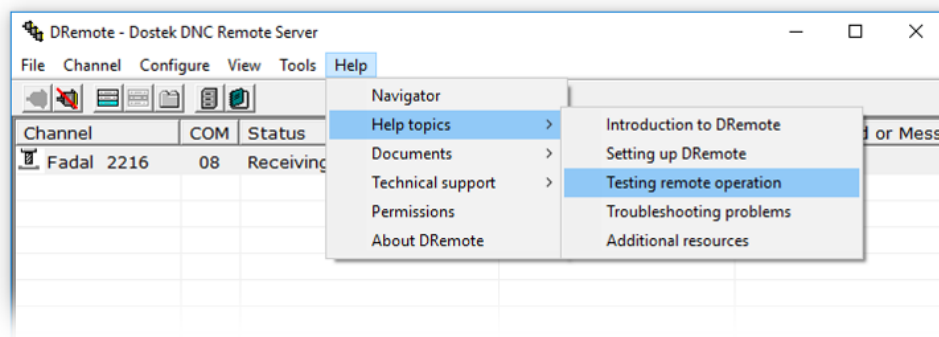 DRemote - Dostek DNC Remote Server
File Channel Configure View Tools Help
Navigator
Help topics
Documents
Technical support
Permissions
About DRemote
Introduction to DRemote
Setting up DRemote
Testing remote operation
Troubleshooting problems
Additional resources
Channel COM Status or Mess
Fadal 2216 08 Receiving